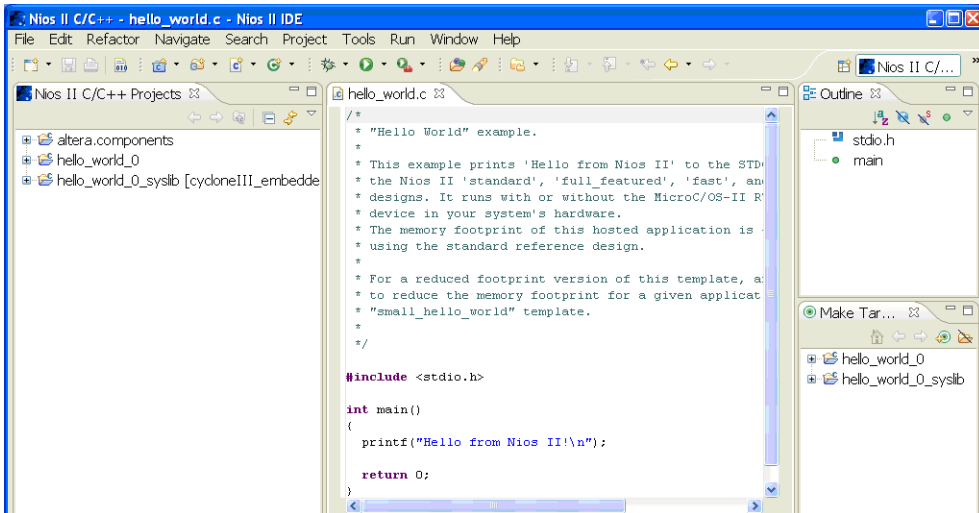 Nios II C/C++ - hello_world.c - Nios II IDE
File Edit Refactor Navigate Search Project Tools Run Window Help
Nios II C/...
Nios II C/C++ Projects
altera.components
hello_world_0
hello_world_0_syslib [cycloneIII_embedde
hello_world.c
/*
* "Hello World" example.
*
* This example prints 'Hello from Nios II' to the STD
* the Nios II 'standard', 'full_featured', 'fast', an
* designs. It runs with or without the MicroC/OS-II R
* device in your system's hardware.
* The memory footprint of this hosted application is
* using the standard reference design.
*
* For a reduced footprint version of this template, a
* to reduce the memory footprint for a given applicat
* "small_hello_world" template.
*
*/
#include <stdio.h>
int main()
{
printf("Hello from Nios II!\n");
return 0;
}
Outline
stdio.h
main
Make Tar...
hello_world_0
hello_world_0_syslib